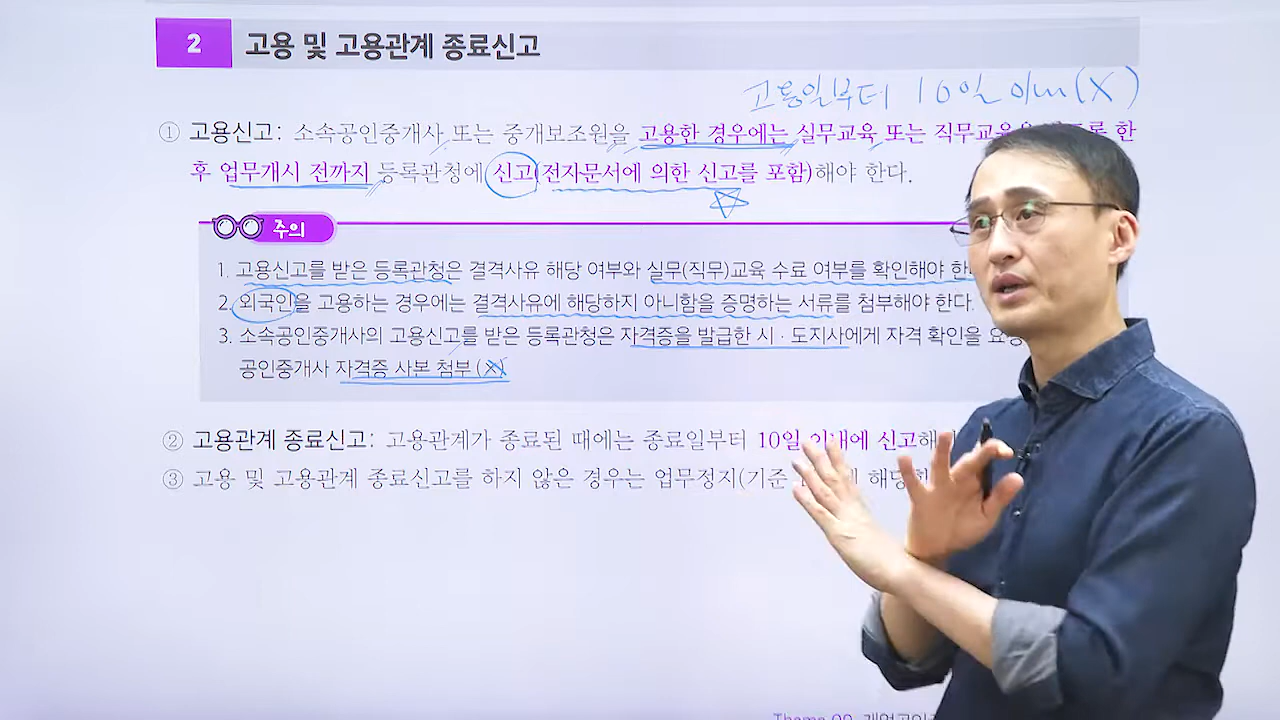 2 고용 및 고용관계 종료신고
고용일부터 10일 이내(X)
① 고용신고: 소속공인중개사 또는 중개보조원을 고용한 경우에는 실무교육 또는 직무교육을 한
후 업무개시 전까지 등록관청에 신고(전자문서에 의한 신고를 포함)해야 한다.
주의
1. 고용신고를 받은 등록관청은 결격사유 해당 여부와 실무(직무)교육 수료 여부를 확인해야
2. 외국인을 고용하는 경우에는 결격사유에 해당하지 아니함을 증명하는 서류를 첨부해야 한다.
3. 소속공인중개사의 고용신고를 받은 등록관청은 자격증을 발급한 시·도지사에게 자격 확인을
공인중개사 자격증 사본 첨부(X)
② 고용관계 종료신고: 고용관계가 종료된 때에는 종료일부터 10일 이내에 신고해
③ 고용 및 고용관계 종료신고를 하지 않은 경우는 업무정지(기준